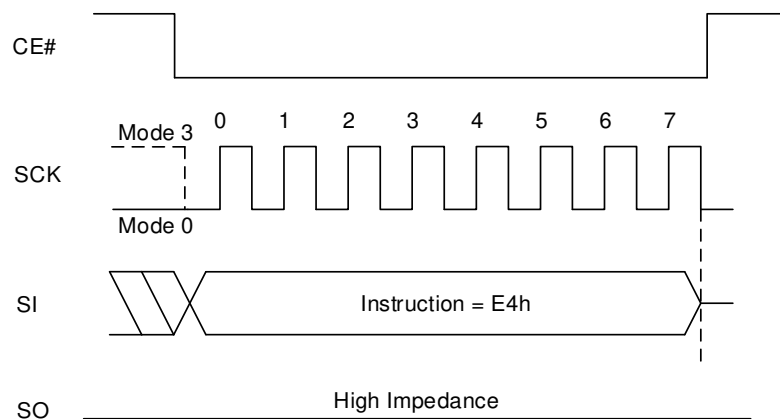 CE#
0 1 2 3 4 5 6 7
Mode 3
SCK
Mode 0
SI
Instruction = E4h
High Impedance
SO